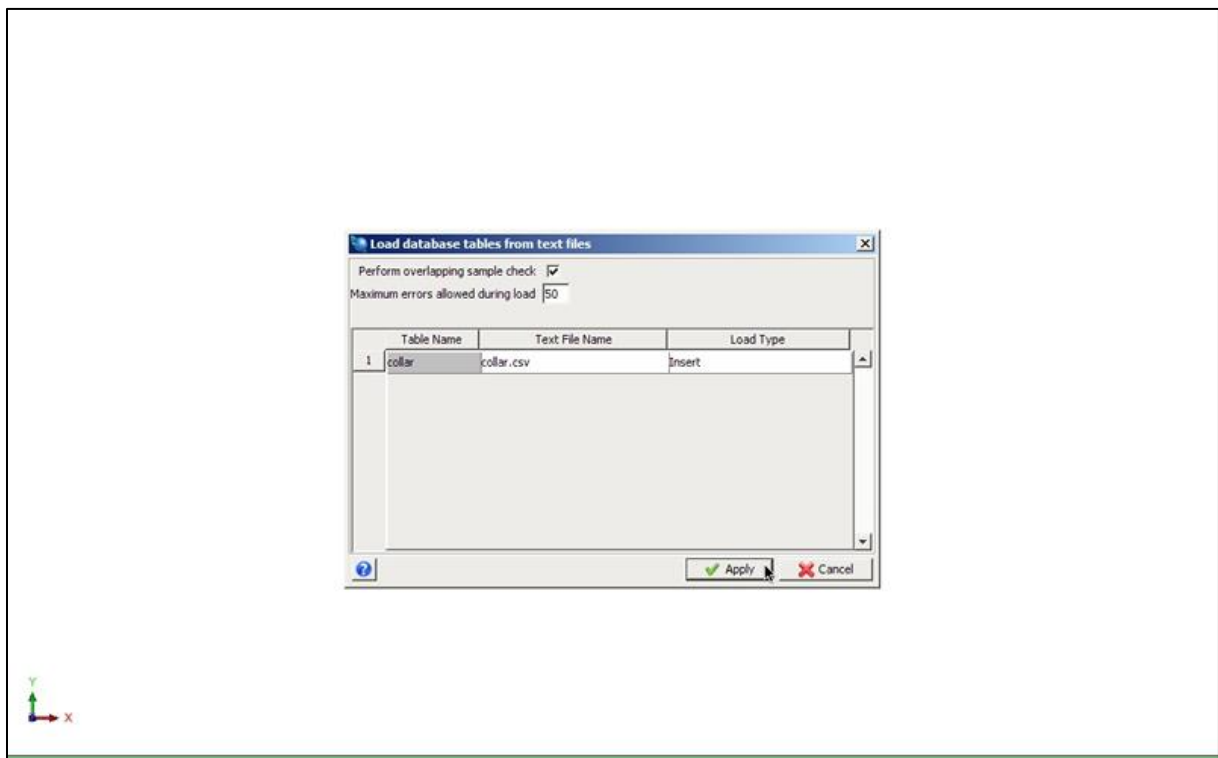 Load database tables from text files
Perform overlapping sample check
Maximum errors allowed during load 50
Table Name Text File Name Load Type
1 collar collar.csv Insert
? Apply Cancel
Y
X